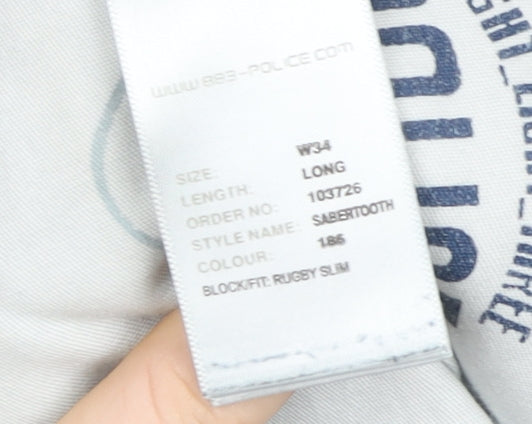 www.883-POLICE.com
SIZE: W34
LENGTH: LONG
ORDER NO: 103726
STYLE NAME: SABERTOOTH
COLOUR: 186
BLOCK/FIT: RUGBY SLIM